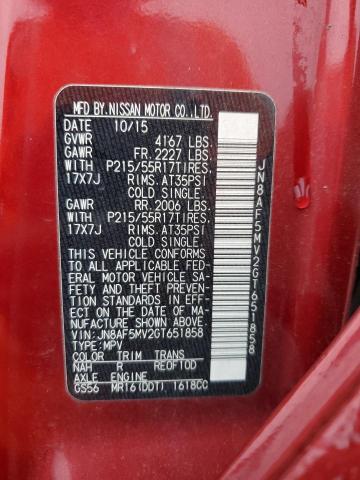 MFD BY. NISSAN MOTOR CO., LTD.
DATE 10/15
GVWR 4167 LBS.
GAWR FR. 2227 LBS.
WITH P215/55R17TIRES.
17X7J RIMS. AT35PSI
COLD SINGLE.
GAWR RR. 2006 LBS.
WITH P215/55R17TIRES.
17X7J RIMS. AT35PSI
COLD SINGLE.
THIS VEHICLE CONFORMS
TO ALL APPLICABLE FED-
ERAL MOTOR VEHICLE SA-
FETY AND THEFT PREVEN-
TION STANDARDS IN EFF-
ECT ON THE DATE OF MA-
NUFACTURE SHOWN ABOVE.
VIN: JN8AF5MV2GT651858
TYPE: MPV
COLOR TRIM TRANS
NAH R RE0F10D
AXLE ENGINE
GS56 MR16(DDT) 1618CC
JN8AF5MV2GT651858